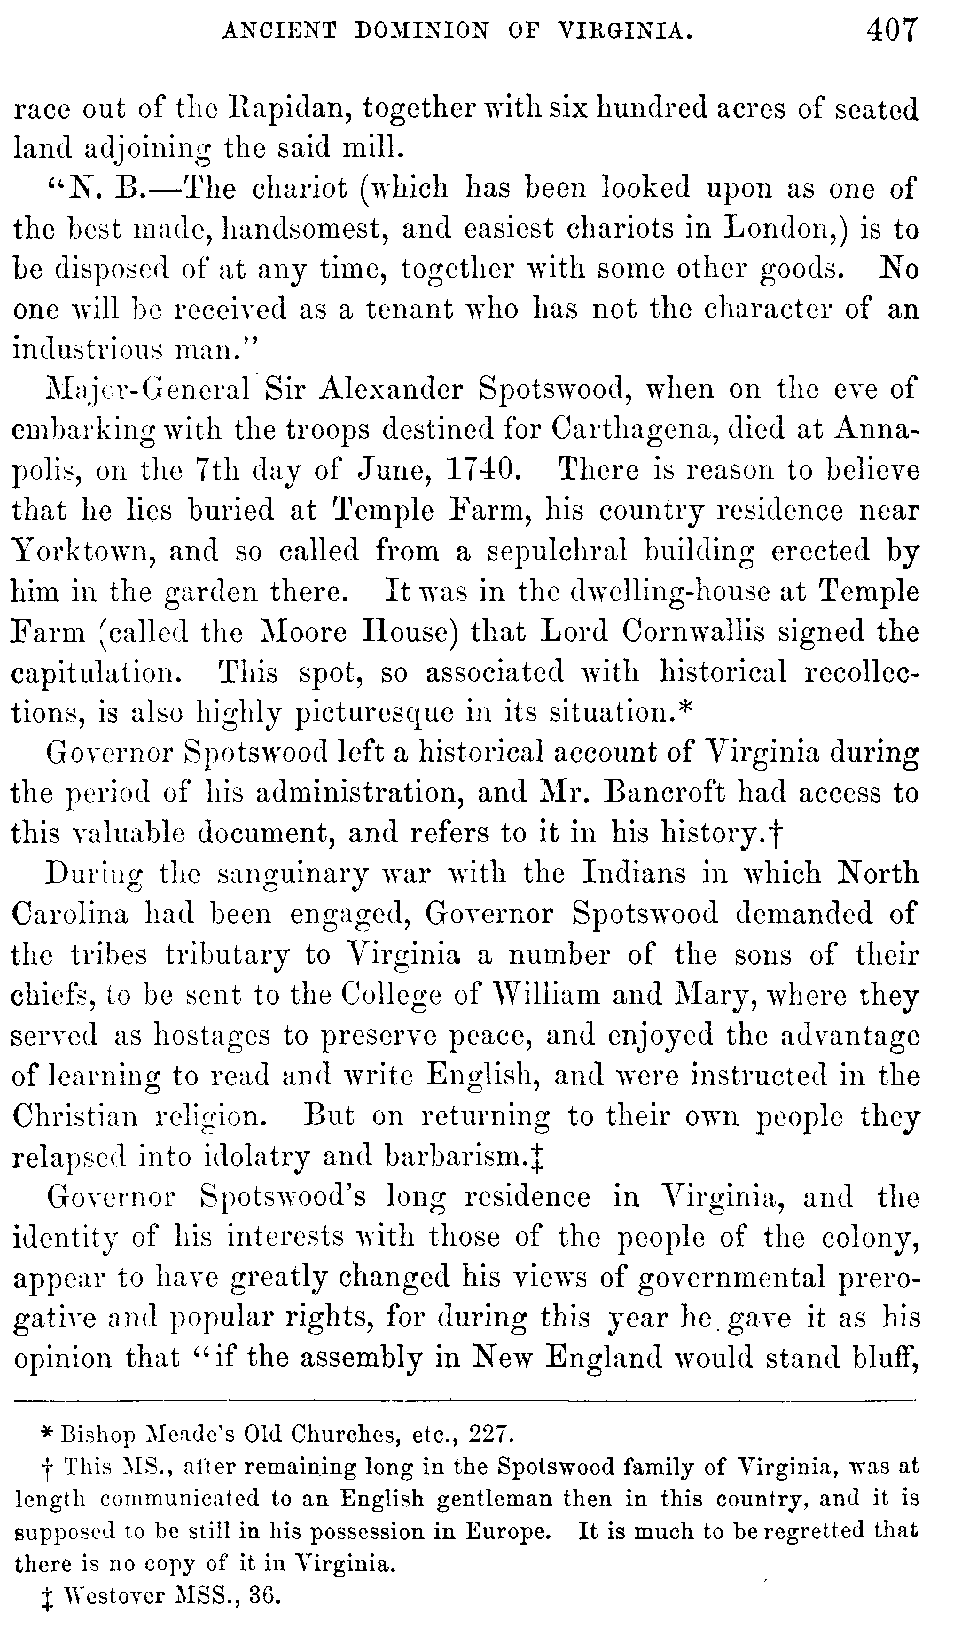 ANCIENT DOMINION OF VIRGINIA. 407
race out of the Rapidan, together with six hundred acres of seated
land adjoining the said mill.
"N. B.—The chariot (which has been looked upon as one of
the best made, handsomest, and easiest chariots in London,) is to
be disposed of at any time, together with some other goods. No
one will be received as a tenant who has not the character of an
industrious man."
Major-General Sir Alexander Spotswood, when on the eve of
embarking with the troops destined for Carthagena, died at Anna-
polis, on the 7th day of June, 1740. There is reason to believe
that he lies buried at Temple Farm, his country residence near
Yorktown, and so called from a sepulchral building erected by
him in the garden there. It was in the dwelling-house at Temple
Farm (called the Moore House) that Lord Cornwallis signed the
capitulation. This spot, so associated with historical recollec-
tions, is also highly picturesque in its situation.*
Governor Spotswood left a historical account of Virginia during
the period of his administration, and Mr. Bancroft had access to
this valuable document, and refers to it in his history.†
During the sanguinary war with the Indians in which North
Carolina had been engaged, Governor Spotswood demanded of
the tribes tributary to Virginia a number of the sons of their
chiefs, to be sent to the College of William and Mary, where they
served as hostages to preserve peace, and enjoyed the advantage
of learning to read and write English, and were instructed in the
Christian religion. But on returning to their own people they
relapsed into idolatry and barbarism.‡
Governor Spotswood's long residence in Virginia, and the
identity of his interests with those of the people of the colony,
appear to have greatly changed his views of governmental prero-
gative and popular rights, for during this year he gave it as his
opinion that "if the assembly in New England would stand bluff,
* Bishop Meade's Old Churches, etc., 227.
† This MS., after remaining long in the Spotswood family of Virginia, was at
length communicated to an English gentleman then in this country, and it is
supposed to be still in his possession in Europe. It is much to be regretted that
there is no copy of it in Virginia.
‡ Westover MSS., 36.